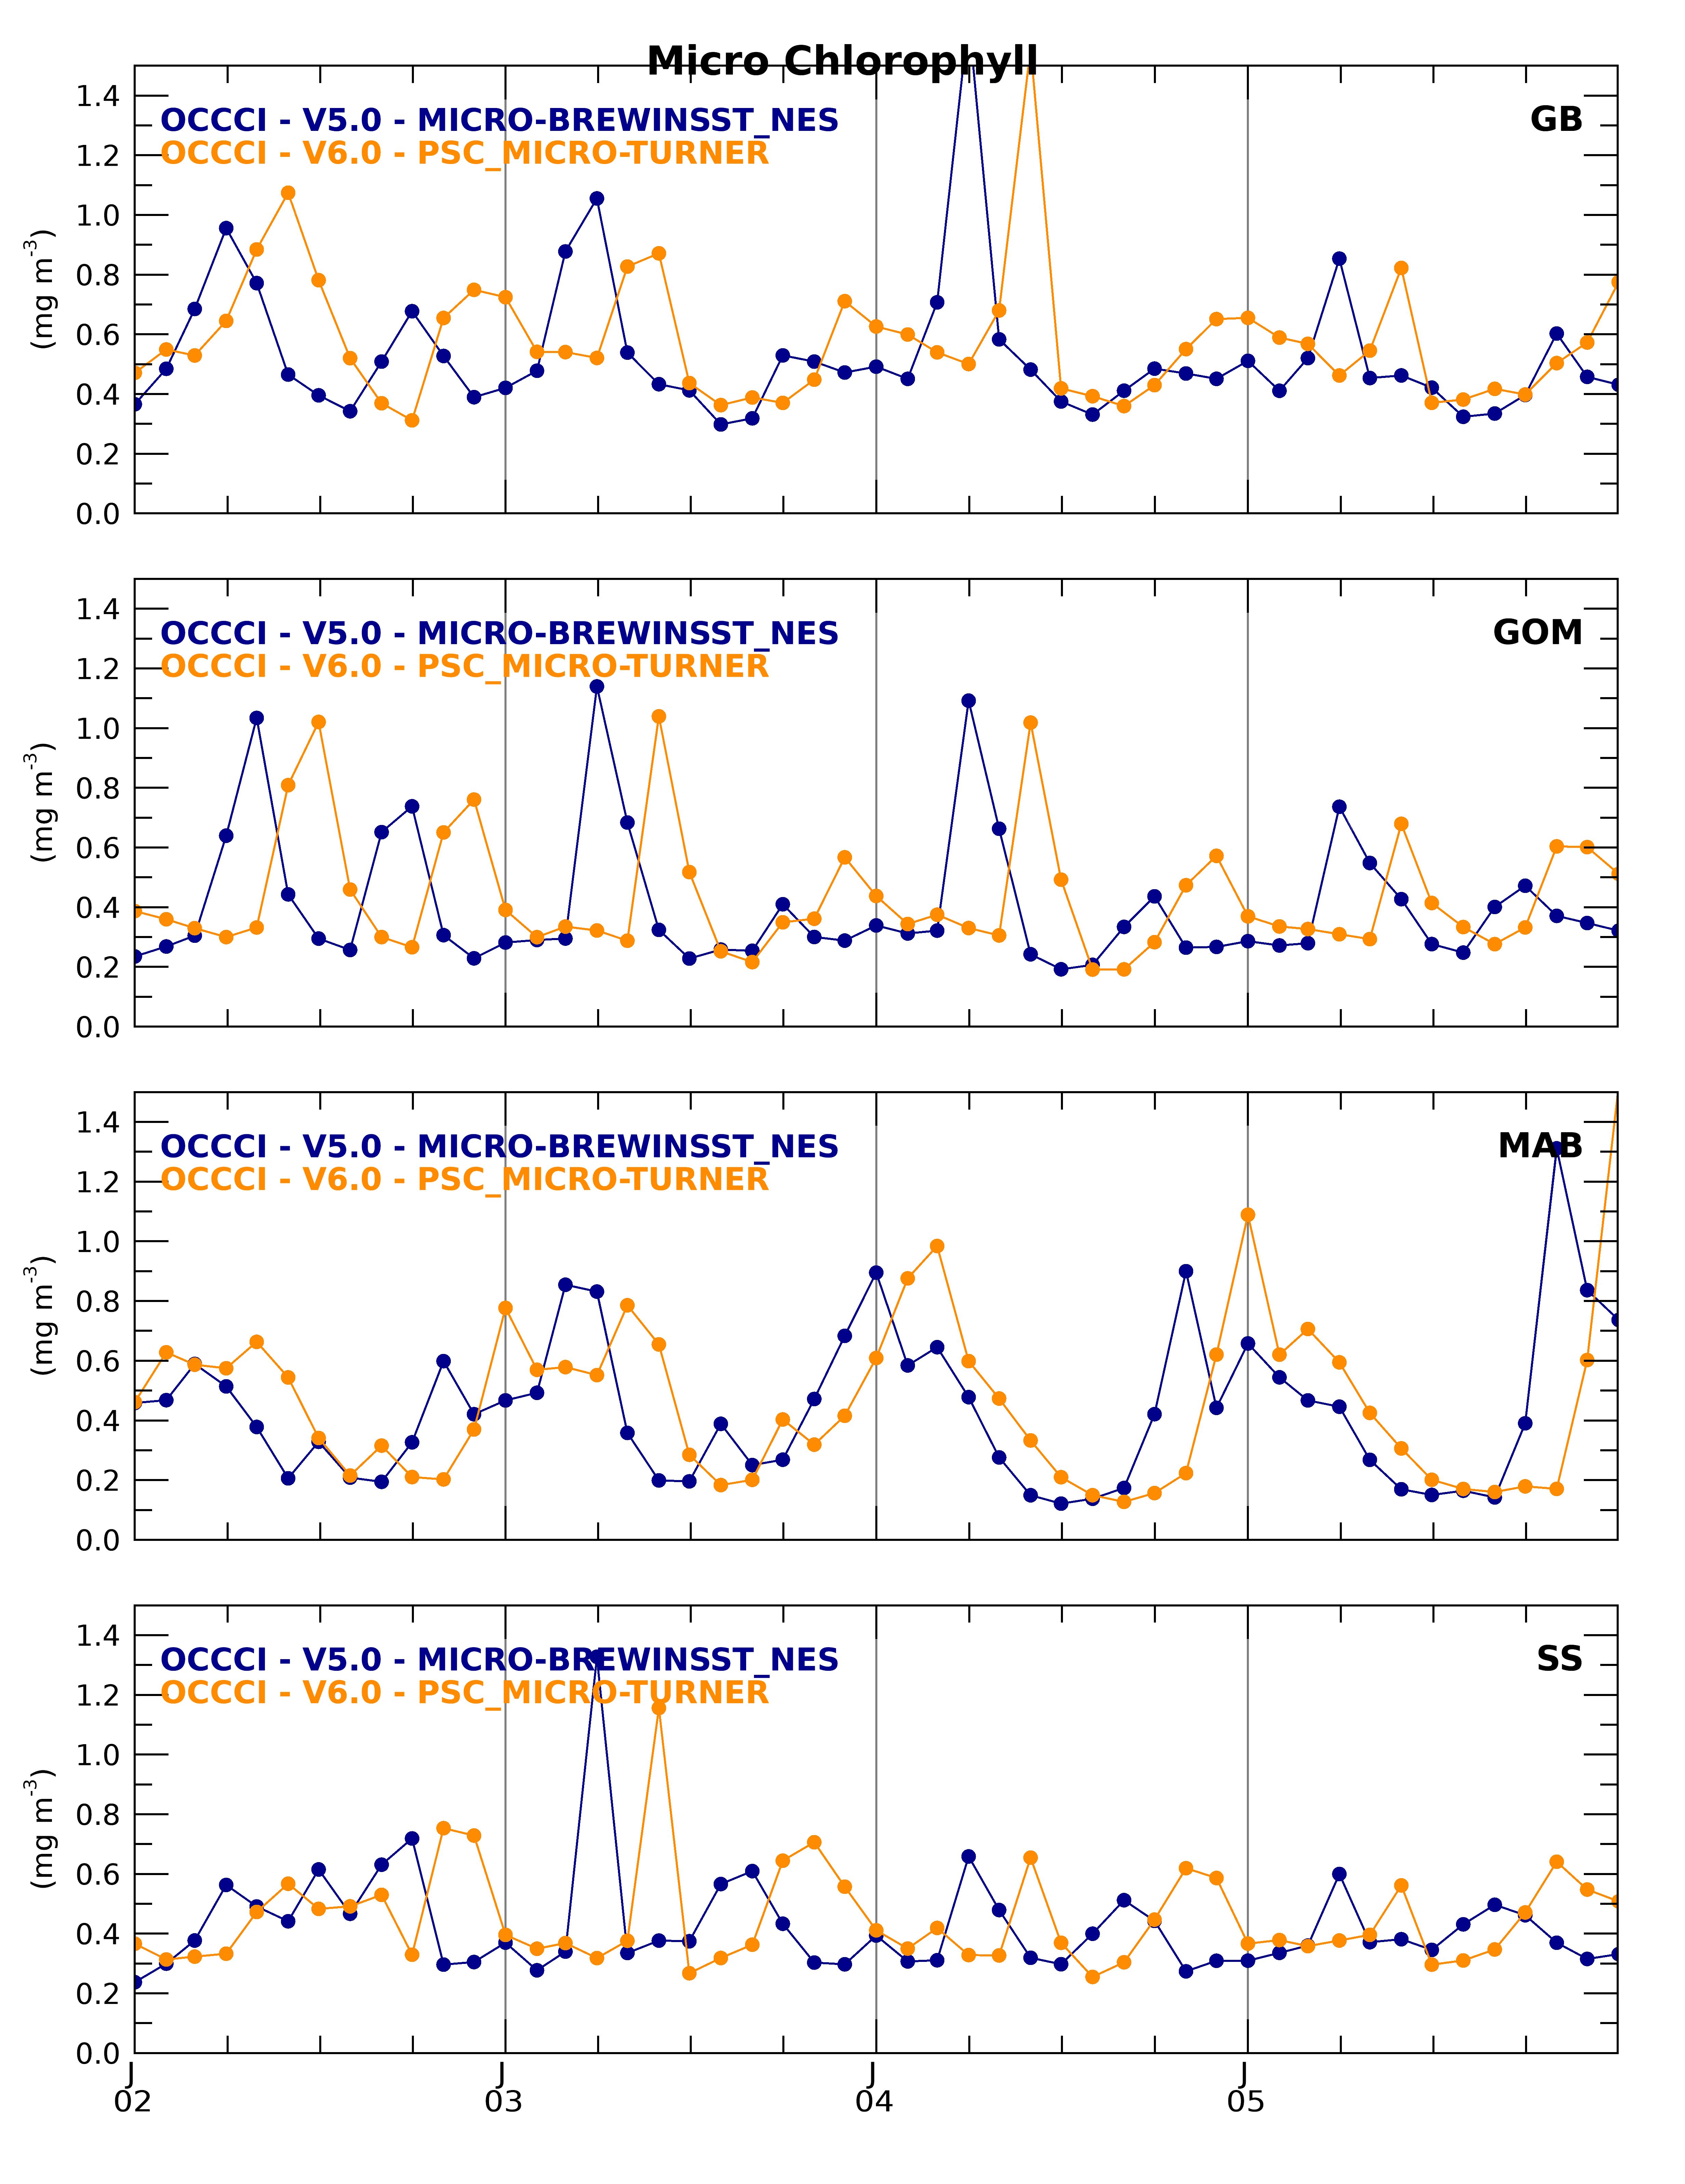 Micro Chlorophyll
1.4
OCCCI - V5.0 - MICRO-BREWINSST_NES
GB
1.2
OCCCI - V6.0 - PSC_MICRO-TURNER
1.0
0.8
(mg m-3)
0.6
0.4
0.2
0.0
1.4
OCCCI - V5.0 - MICRO-BREWINSST_NES
GOM
1.2
OCCCI - V6.0 - PSC_MICRO-TURNER
1.0
0.8
(mg m-3)
0.6
0.4
0.2
0.0
1.4
OCCCI - V5.0 - MICRO-BREWINSST_NES
MAB
1.2
OCCCI - V6.0 - PSC_MICRO-TURNER
1.0
0.8
(mg m-3)
0.6
0.4
0.2
0.0
1.4
OCCCI - V5.0 - MICRO-BREWINSST_NES
SS
1.2
OCCCI - V6.0 - PSC_MICRO-TURNER
1.0
0.8
(mg m-3)
0.6
0.4
0.2
0.0
J J J J
02 03 04 05